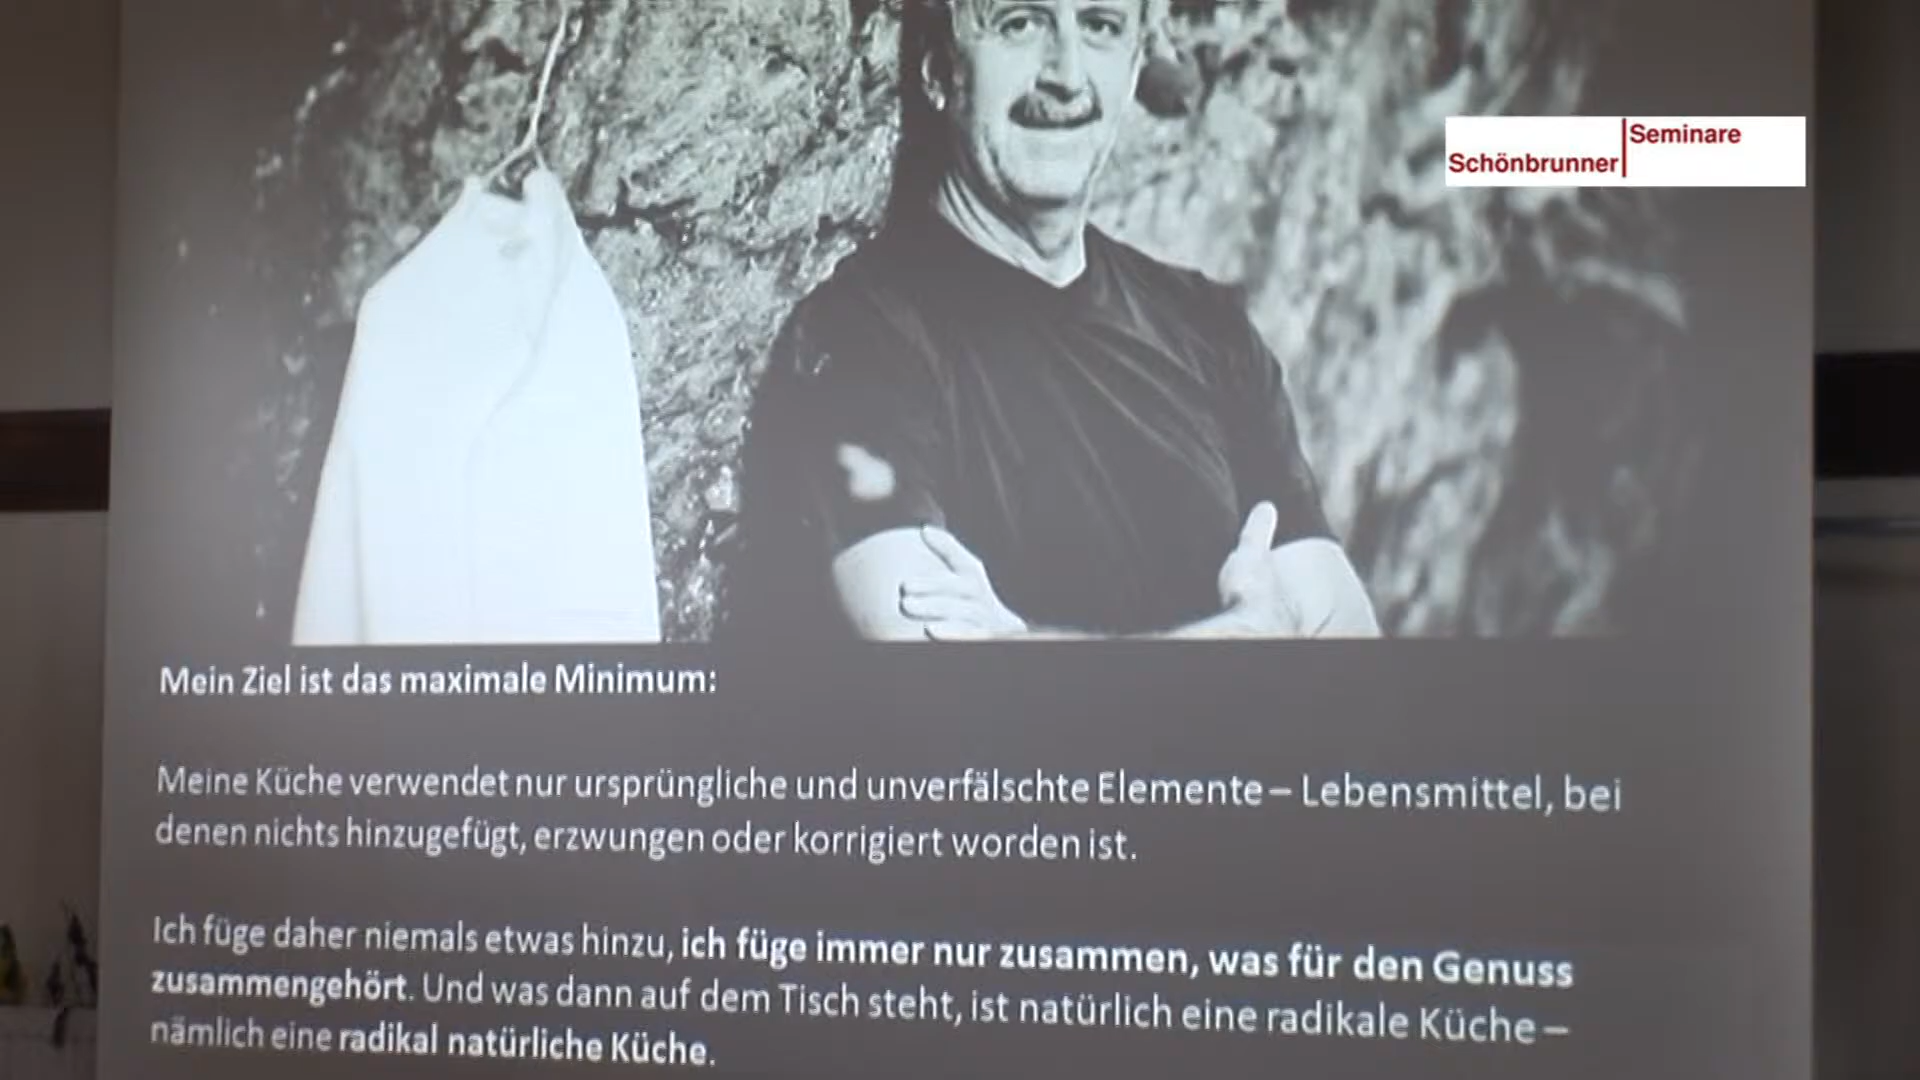 Seminare
Schönbrunner
Mein Ziel ist das maximale Minimum:
Meine Küche verwendet nur ursprüngliche und unverfälschte Elemente – Lebensmittel, bei
denen nichts hinzugefügt, erzwungen oder korrigiert worden ist.
Ich füge daher niemals etwas hinzu, ich füge immer nur zusammen, was für den Genuss
zusammengehört. Und was dann auf dem Tisch steht, ist natürlich eine radikale Küche –
nämlich eine radikal natürliche Küche.